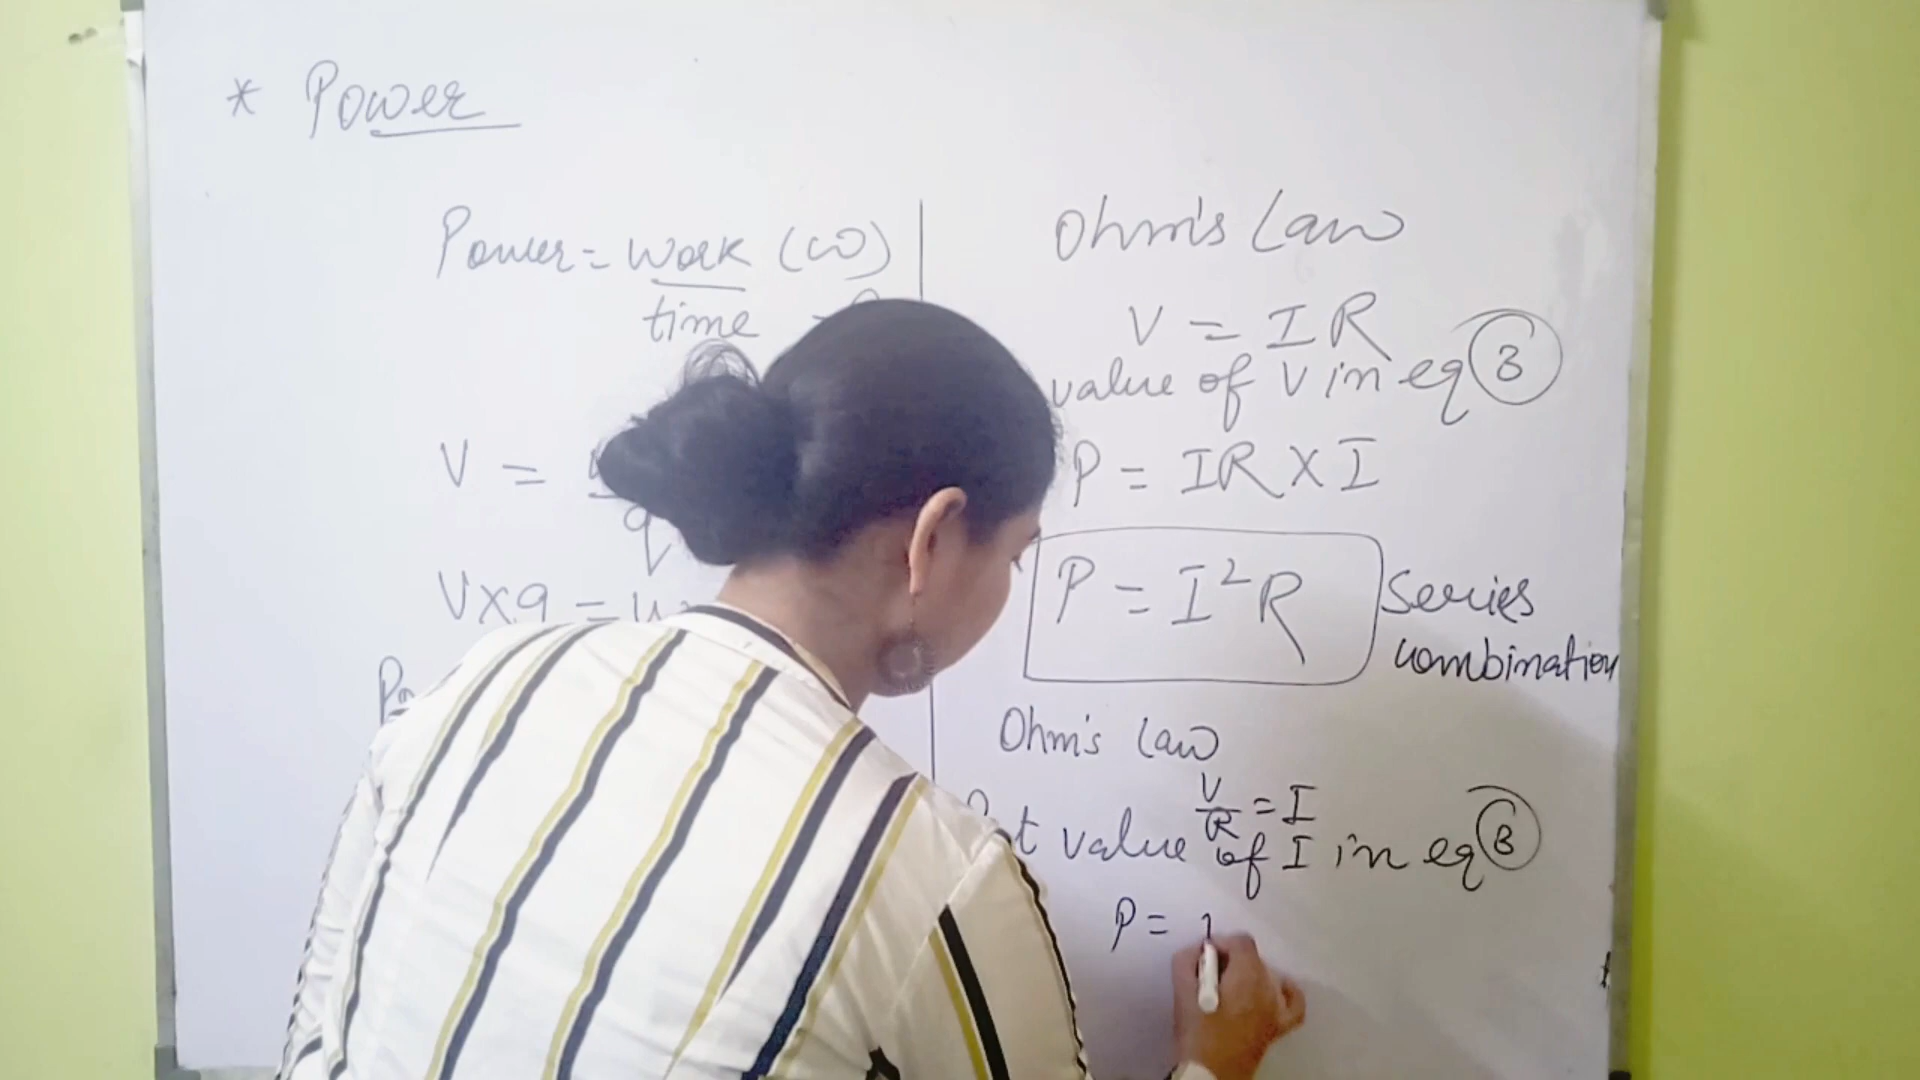 * Power
Power = Work (W)
time
V =
q
V X q = W
Ohm's Law
V = IR
value of V in eq 3
P = IR X I
P = I²R
Series
combination
Ohm's Law
V/R = I
value of I in eq 3
P =